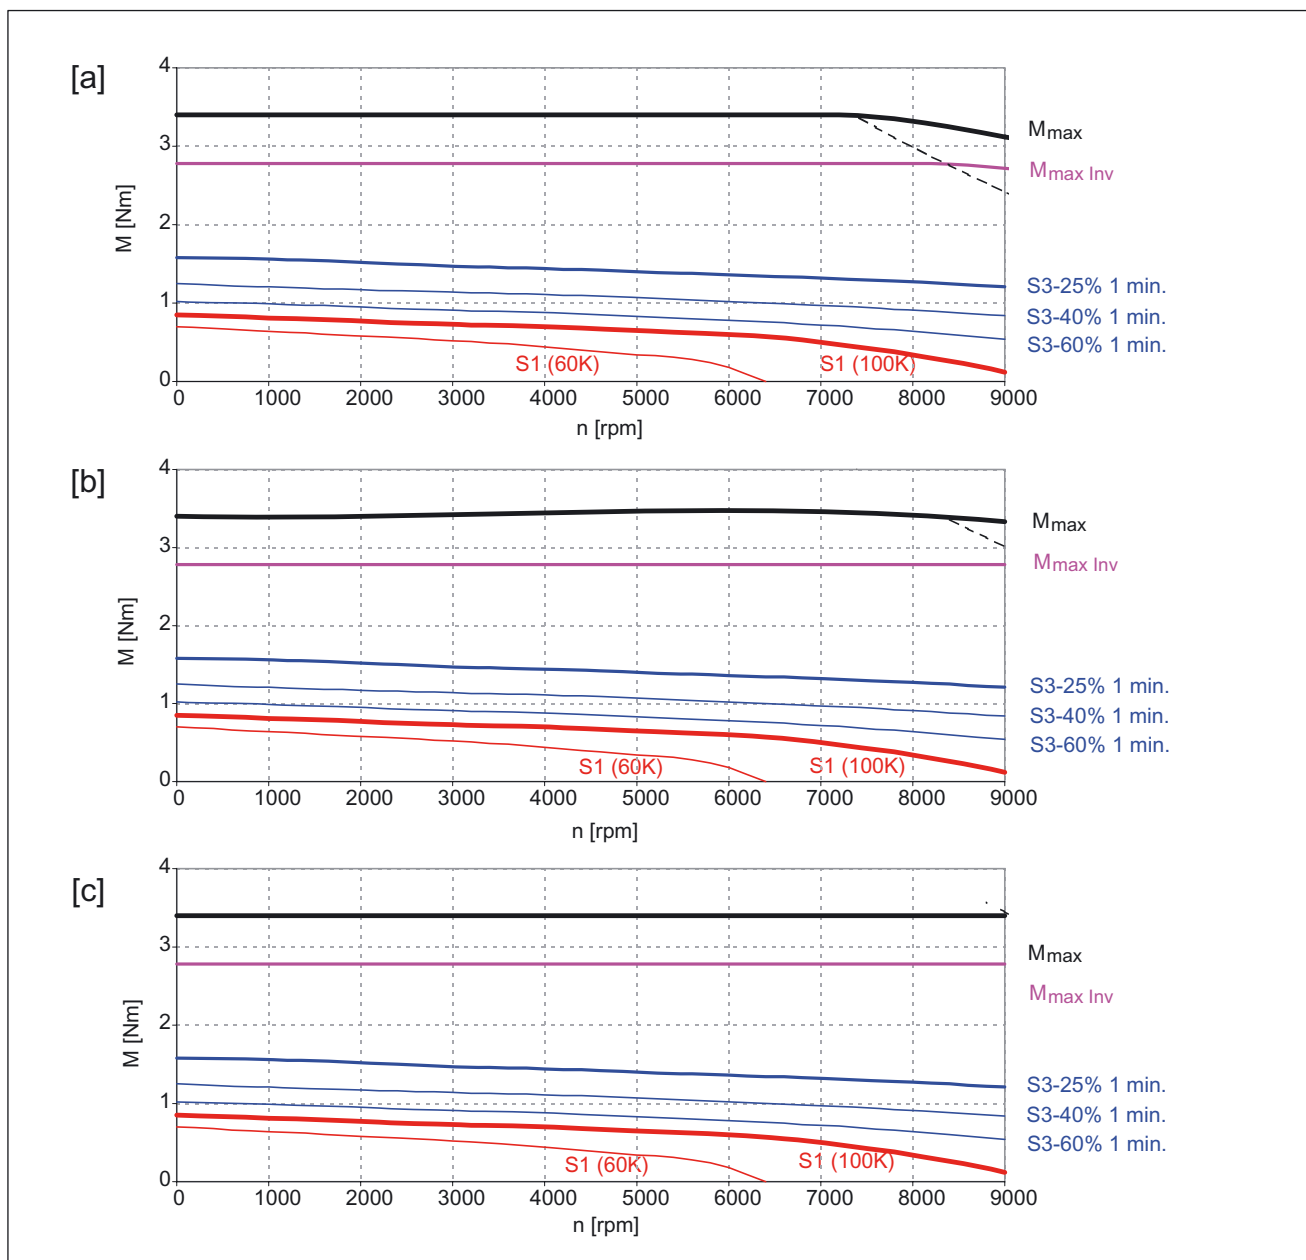 [a]
4
3
2
1
0
M [Nm]
Mmax
Mmax Inv
S3-25% 1 min.
S3-40% 1 min.
S3-60% 1 min.
S1 (60K)
S1 (100K)
0 1000 2000 3000 4000 5000 6000 7000 8000 9000
n [rpm]
[b]
4
3
2
1
0
M [Nm]
Mmax
Mmax Inv
S3-25% 1 min.
S3-40% 1 min.
S3-60% 1 min.
S1 (60K)
S1 (100K)
0 1000 2000 3000 4000 5000 6000 7000 8000 9000
n [rpm]
[c]
4
3
2
1
0
M [Nm]
Mmax
Mmax Inv
S3-25% 1 min.
S3-40% 1 min.
S3-60% 1 min.
S1 (60K)
S1 (100K)
0 1000 2000 3000 4000 5000 6000 7000 8000 9000
n [rpm]